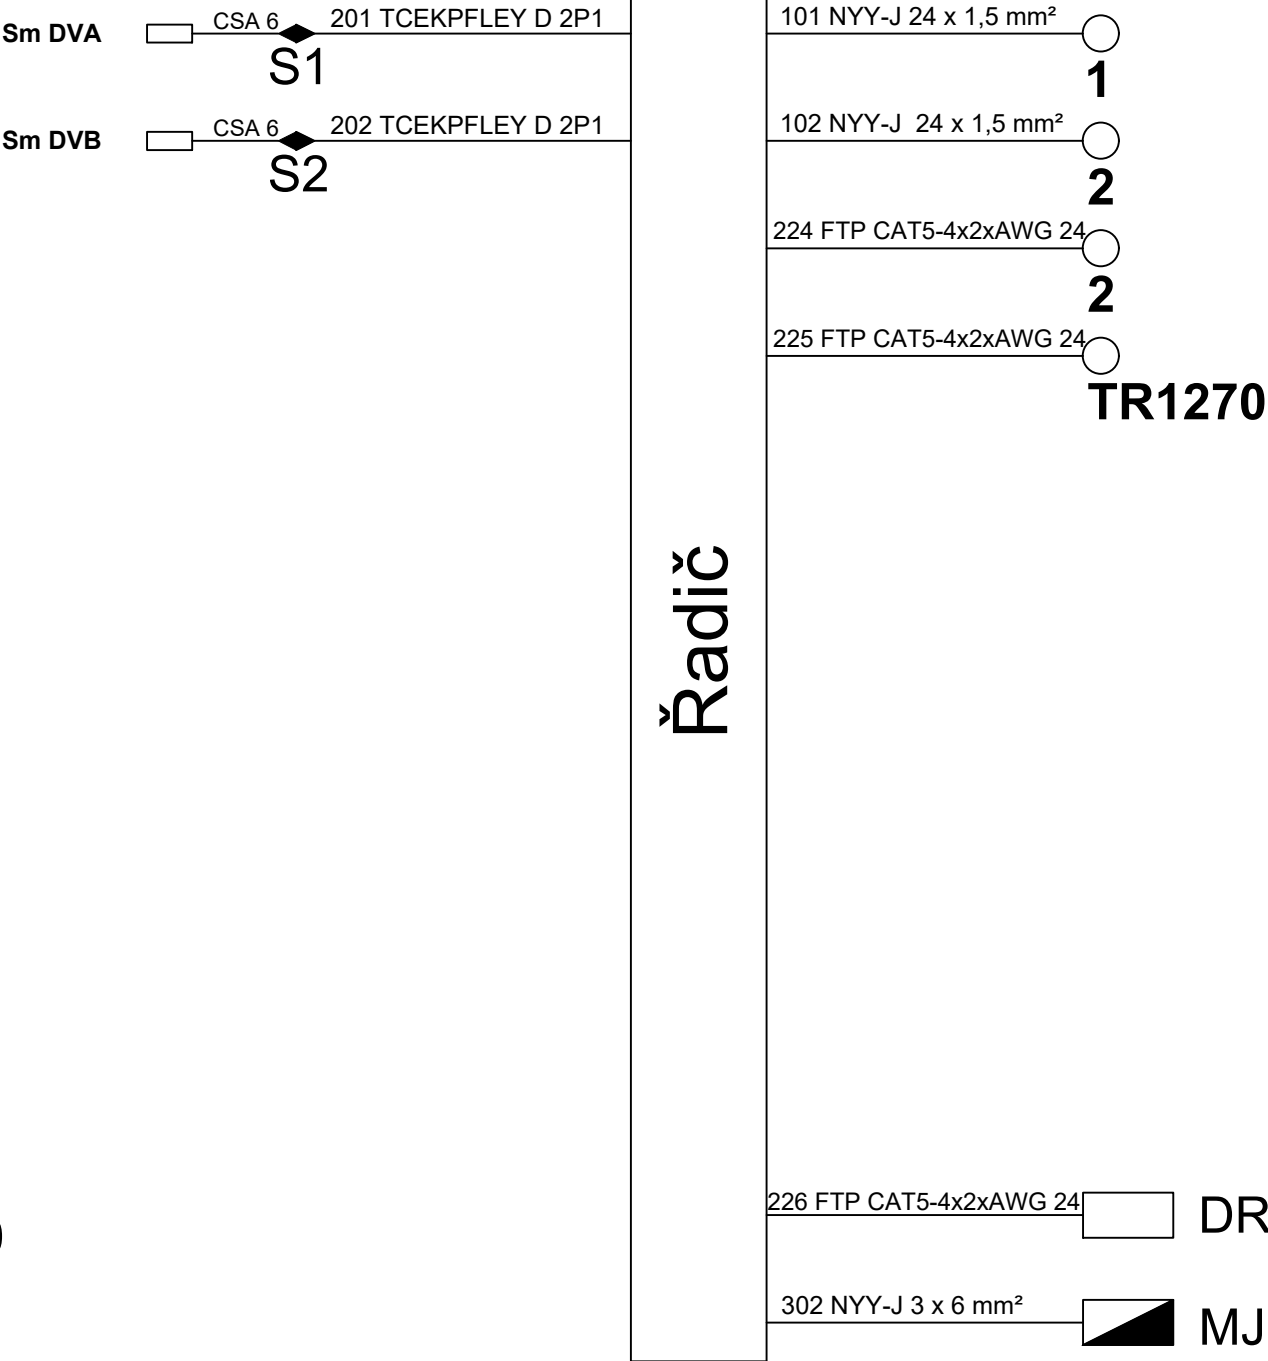 Sm DVA
CSA 6
201 TCEKPFLEY D 2P1
S1
Sm DVB
CSA 6
202 TCEKPFLEY D 2P1
S2
Řadič
101 NYY-J 24 x 1,5 mm²
1
102 NYY-J  24 x 1,5 mm²
2
224 FTP CAT5-4x2xAWG 24
2
225 FTP CAT5-4x2xAWG 24
TR1270
226 FTP CAT5-4x2xAWG 24
DR
302 NYY-J 3 x 6 mm²
MJ